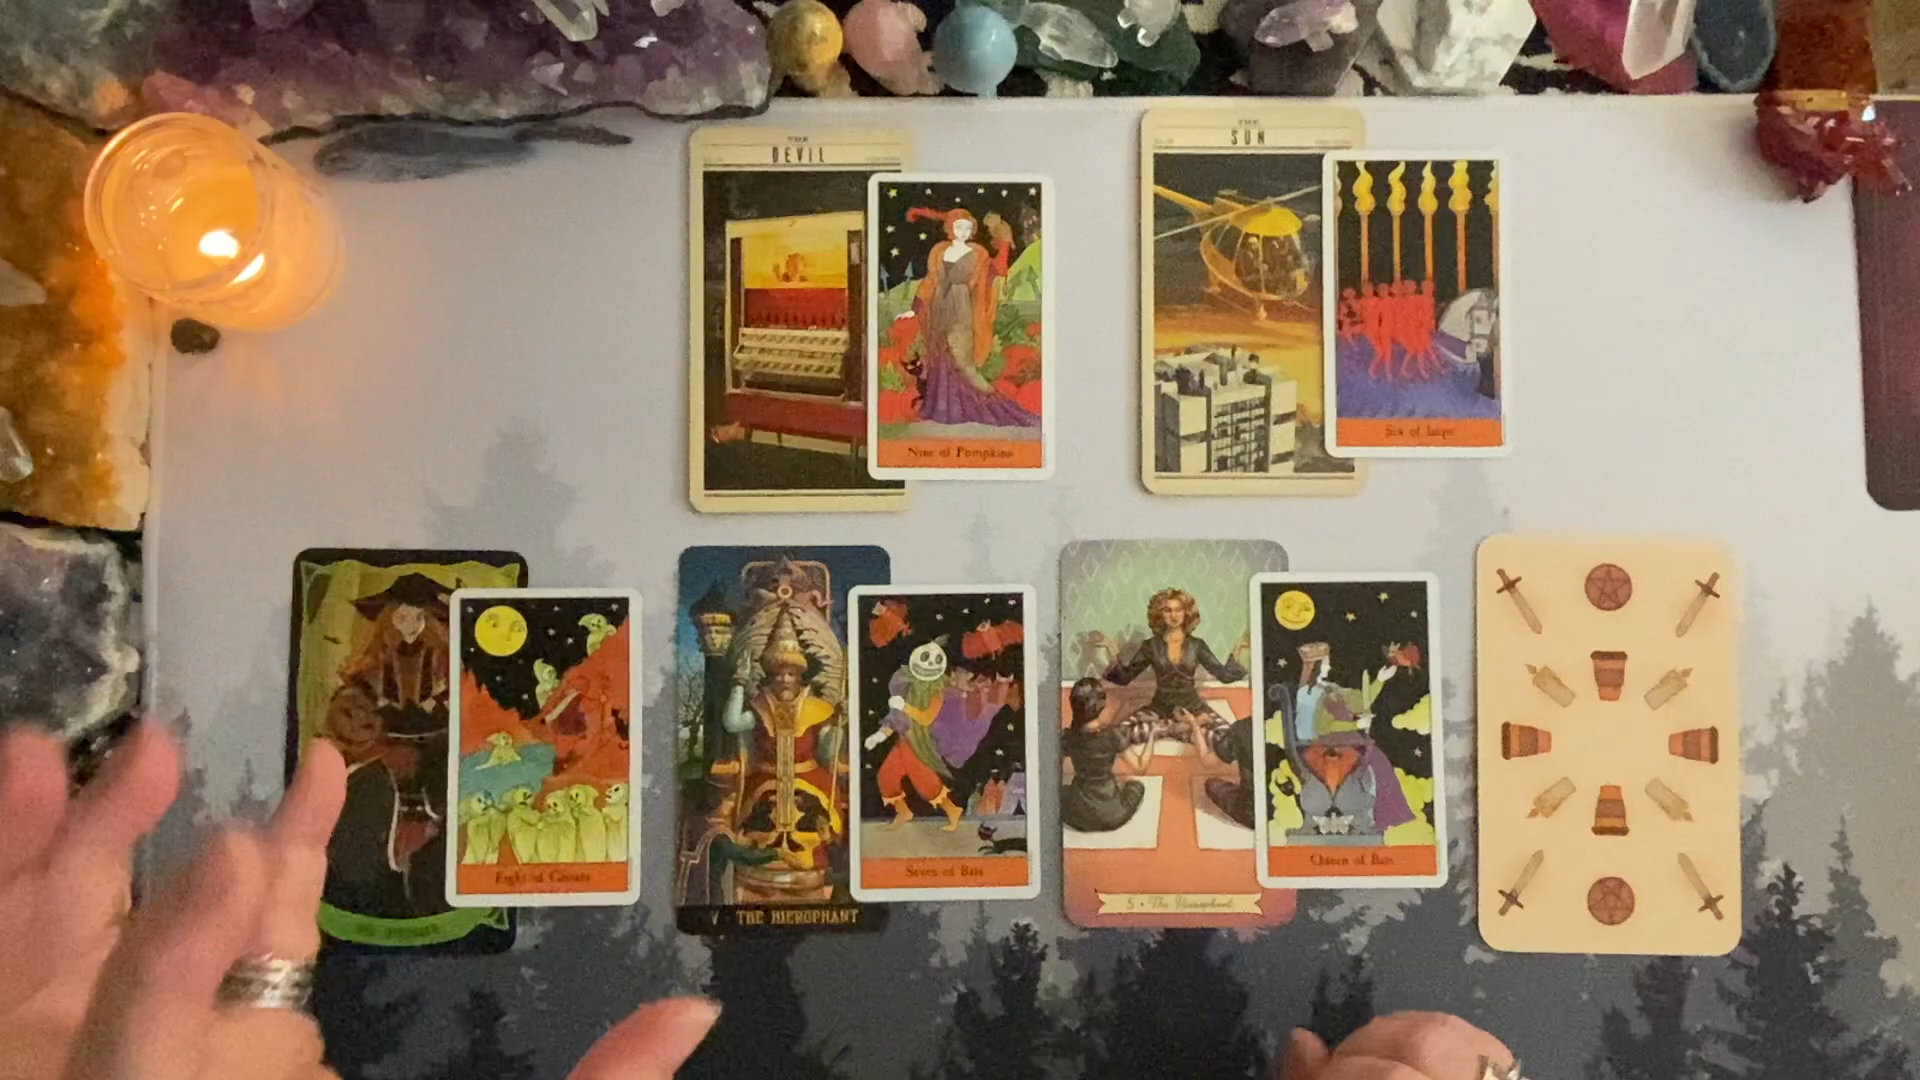 THE
DEVIL
THE
SUN
Nine of Pumpkins
Six of Imps
Eight of Ghosts
Seven of Bats
Queen of Bats
V THE HIEROPHANT
5 • The Hierophant